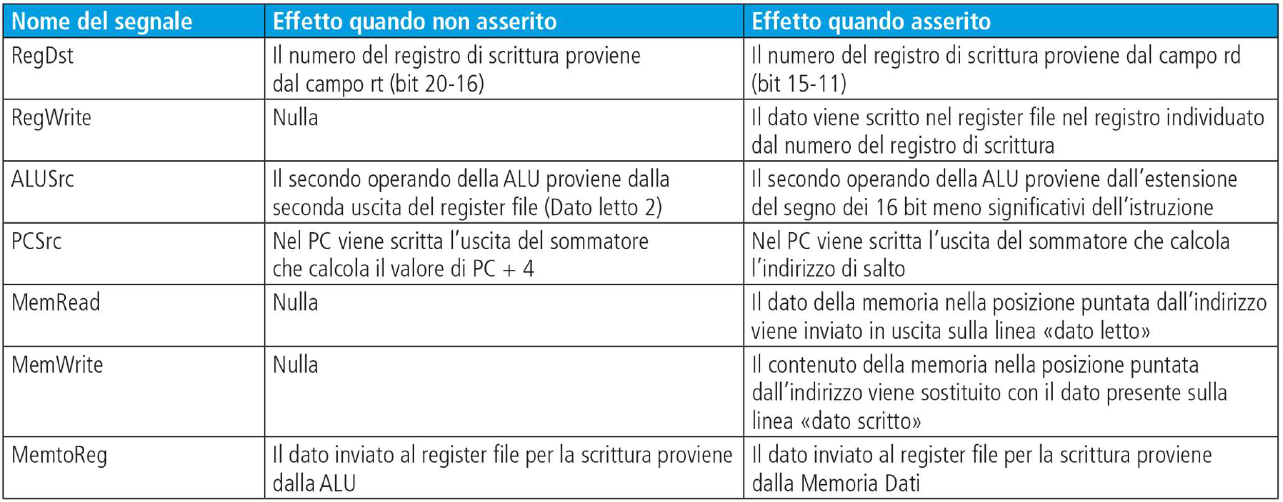 Nome del segnale Effetto quando non asserito Effetto quando asserito
RegDst Il numero del registro di scrittura proviene Il numero del registro di scrittura proviene dal campo rd
dal campo rt (bit 20-16) (bit 15-11)
RegWrite Nulla Il dato viene scritto nel register file nel registro individuato
dal numero del registro di scrittura
ALUSrc Il secondo operando della ALU proviene dalla Il secondo operando della ALU proviene dall'estensione
seconda uscita del register file (Dato letto 2) del segno dei 16 bit meno significativi dell'istruzione
PCSrc Nel PC viene scritta l'uscita del sommatore Nel PC viene scritta l'uscita del sommatore che calcola
che calcola il valore di PC + 4 l'indirizzo di salto
MemRead Nulla Il dato della memoria nella posizione puntata dall'indirizzo
viene inviato in uscita sulla linea «dato letto»
MemWrite Nulla Il contenuto della memoria nella posizione puntata
dall'indirizzo viene sostituito con il dato presente sulla
linea «dato scritto»
MemtoReg Il dato inviato al register file per la scrittura proviene Il dato inviato al register file per la scrittura proviene
dalla ALU dalla Memoria Dati